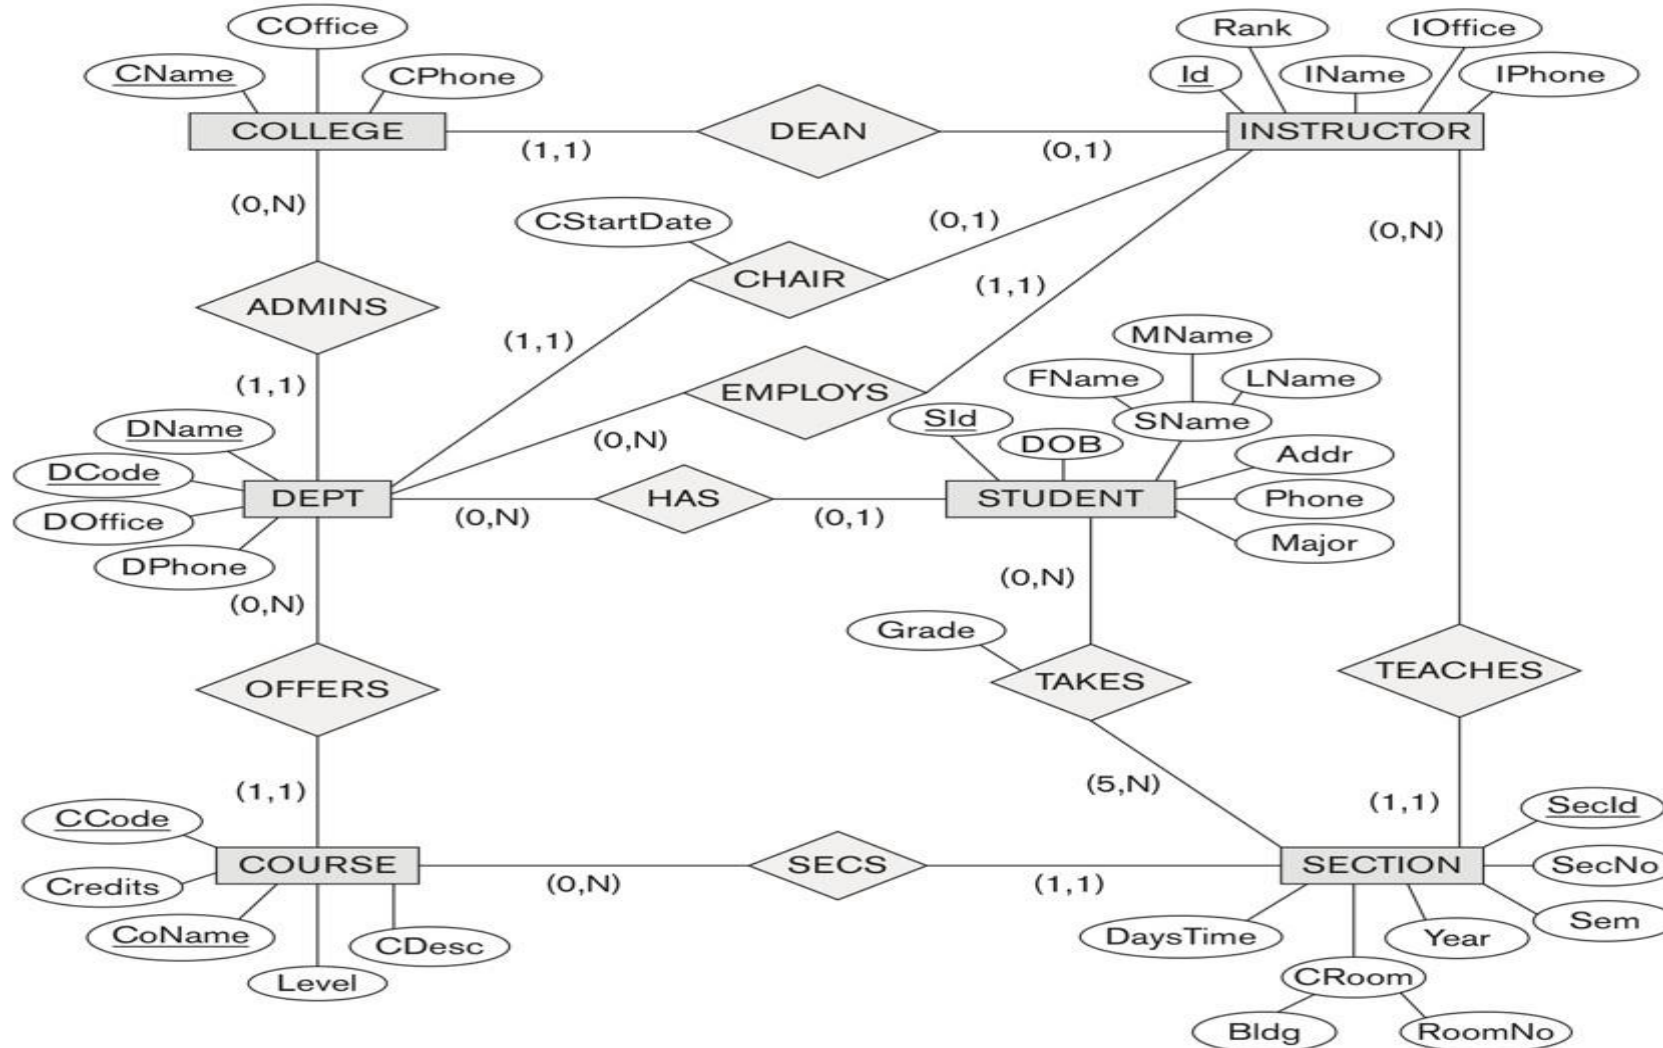 COffice
Rank
IOffice
CName
CPhone
Id
IName
IPhone
COLLEGE
DEAN
INSTRUCTOR
(1,1)
(0,1)
(0,N)
CStartDate
(0,1)
(0,N)
CHAIR
ADMINS
(1,1)
(1,1)
MName
(1,1)
EMPLOYS
FName
LName
DName
(0,N)
SId
SName
DOB
Addr
DCode
DEPT
HAS
STUDENT
Phone
DOffice
(0,N)
(0,1)
Major
DPhone
(0,N)
(0,N)
Grade
OFFERS
TAKES
TEACHES
(1,1)
(5,N)
(1,1)
CCode
SecId
COURSE
SECS
SECTION
SecNo
Credits
(0,N)
(1,1)
CoName
CDesc
DaysTime
Year
Sem
Level
CRoom
Bldg
RoomNo